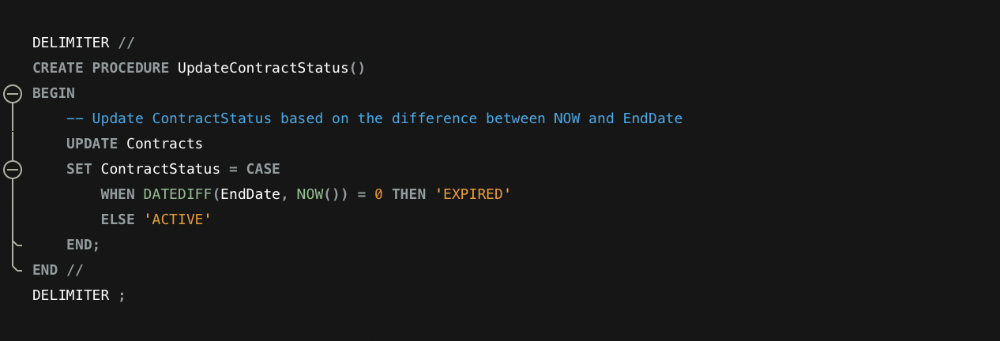 DELIMITER //
CREATE PROCEDURE UpdateContractStatus()
BEGIN
    -- Update ContractStatus based on the difference between NOW and EndDate
    UPDATE Contracts
    SET ContractStatus = CASE
        WHEN DATEDIFF(EndDate, NOW()) = 0 THEN 'EXPIRED'
        ELSE 'ACTIVE'
    END;
END //
DELIMITER ;